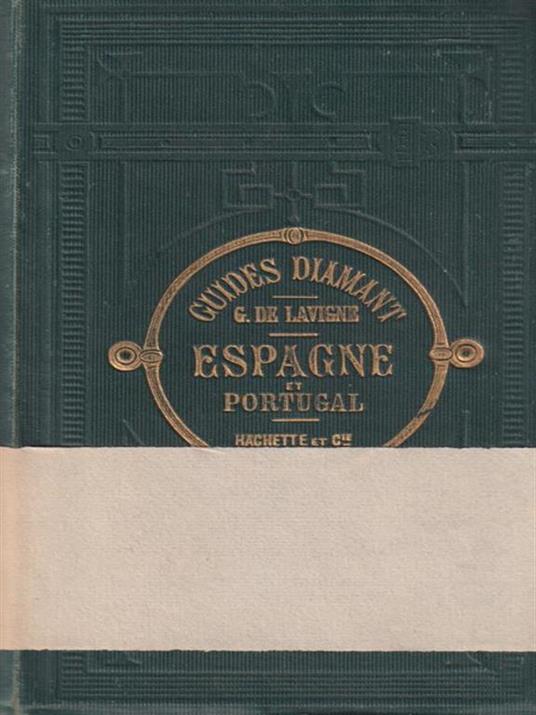 GUIDES DIAMANT
G. DE LAVIGNE
ESPAGNE
ET
PORTUGAL
HACHETTE ET Cie